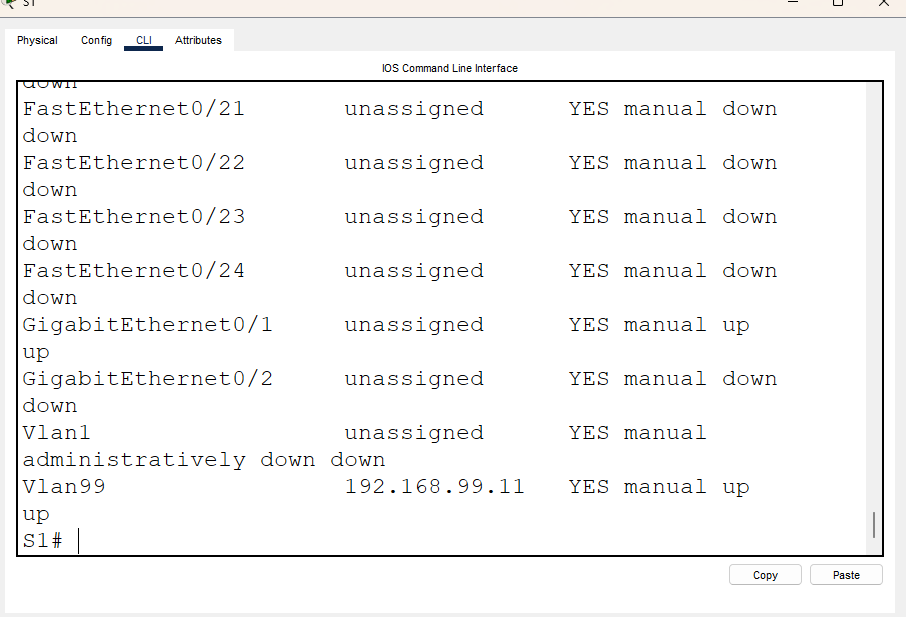 S1
Physical Config CLI Attributes
IOS Command Line Interface
down
FastEthernet0/21 unassigned YES manual down
down
FastEthernet0/22 unassigned YES manual down
down
FastEthernet0/23 unassigned YES manual down
down
FastEthernet0/24 unassigned YES manual down
down
GigabitEthernet0/1 unassigned YES manual up
up
GigabitEthernet0/2 unassigned YES manual down
down
Vlan1 unassigned YES manual
administratively down down
Vlan99 192.168.99.11 YES manual up
up
S1#
Copy Paste